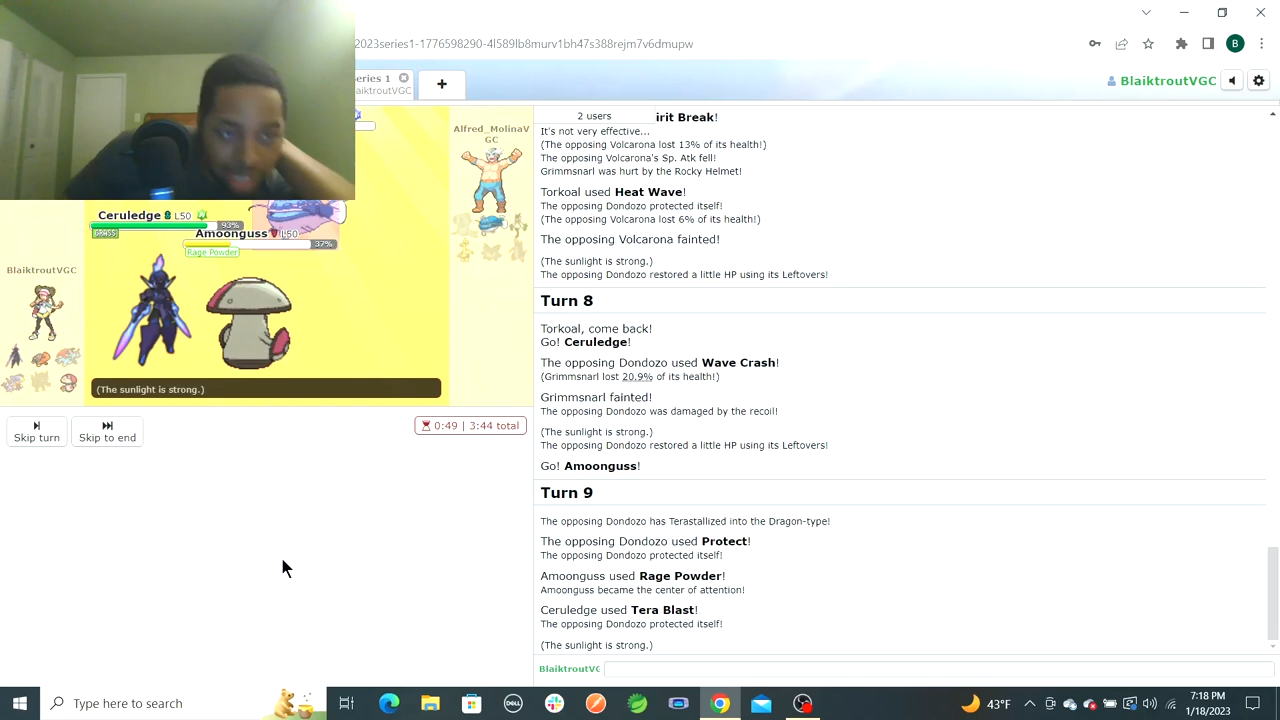 2023series1-1776598290-4l589lb8murv1bh47s388rejm7v6dmupw
B
eries 1
laiktroutVGC
+
BlaiktroutVGC
2 users
irit Break!
It's not very effective...
(The opposing Volcarona lost 13% of its health!)
The opposing Volcarona's Sp. Atk fell!
Grimmsnarl was hurt by the Rocky Helmet!
Torkoal used Heat Wave!
The opposing Dondozo protected itself!
(The opposing Volcarona lost 6% of its health!)
The opposing Volcarona fainted!
(The sunlight is strong.)
The opposing Dondozo restored a little HP using its Leftovers!
Turn 8
Torkoal, come back!
Go! Ceruledge!
The opposing Dondozo used Wave Crash!
(Grimmsnarl lost 20.9% of its health!)
Grimmsnarl fainted!
The opposing Dondozo was damaged by the recoil!
(The sunlight is strong.)
The opposing Dondozo restored a little HP using its Leftovers!
Go! Amoonguss!
Turn 9
The opposing Dondozo has Terastallized into the Dragon-type!
The opposing Dondozo used Protect!
The opposing Dondozo protected itself!
Amoonguss used Rage Powder!
Amoonguss became the center of attention!
Ceruledge used Tera Blast!
The opposing Dondozo protected itself!
(The sunlight is strong.)
BlaiktroutVC
Alfred_MolinaV
GC
Ceruledge L50
93%
GRASS
Amoonguss L50
37%
Rage Powder
BlaiktroutVGC
(The sunlight is strong.)
Skip turn
Skip to end
0:49 | 3:44 total
Type here to search
DELL
43°F
7:18 PM
1/18/2023